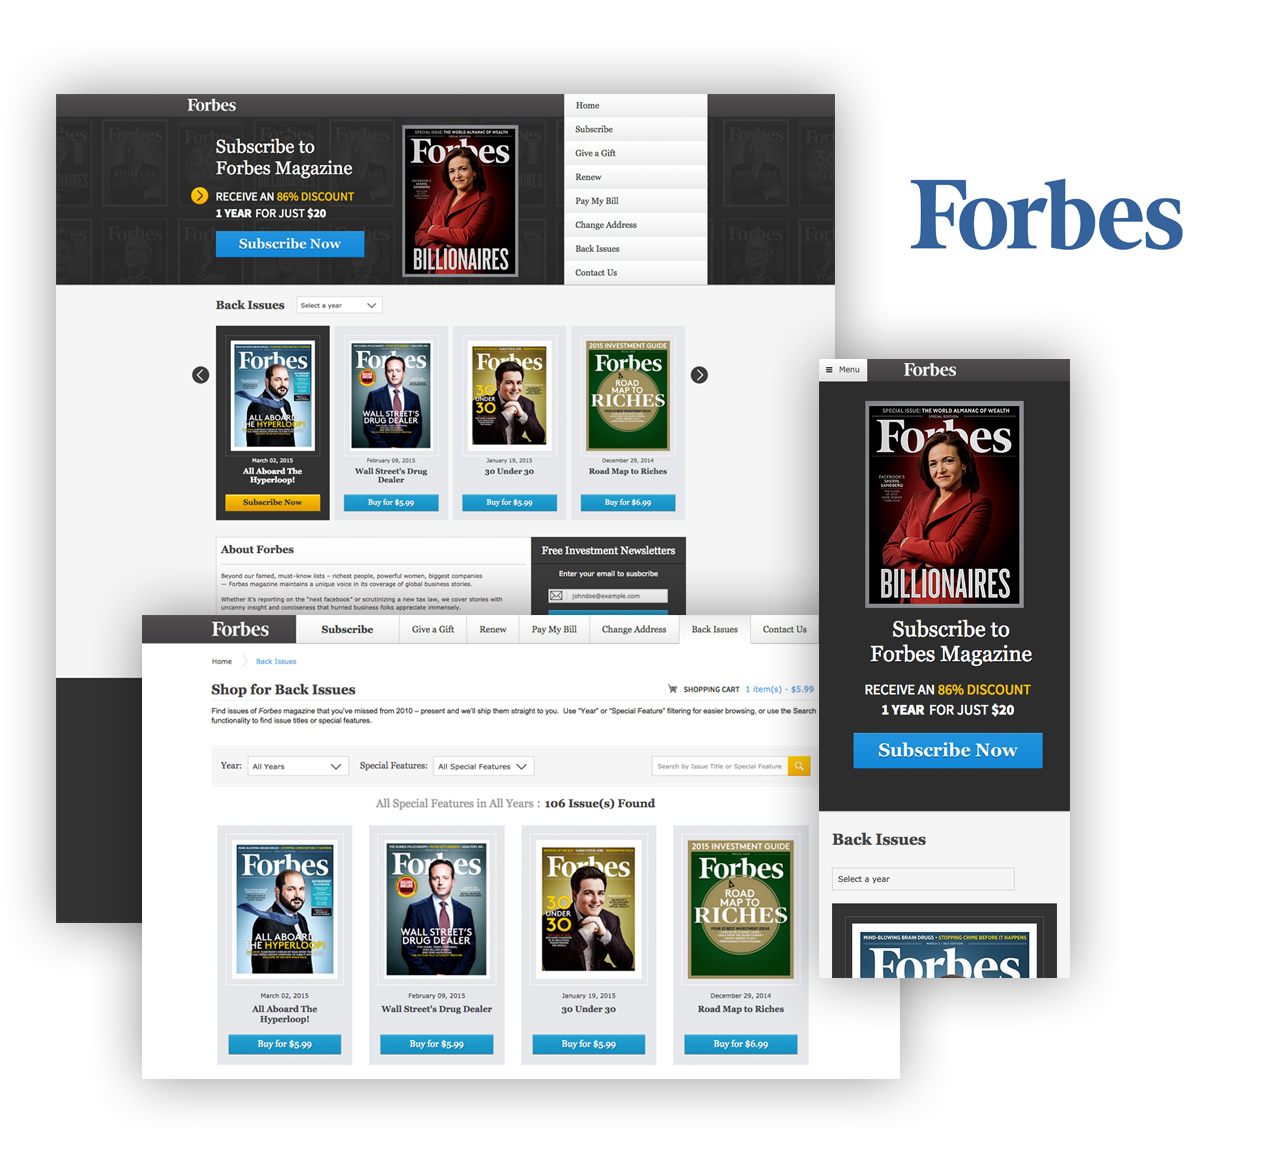 Forbes
Home
Subscribe
Give a Gift
Renew
Pay My Bill
Change Address
Back Issues
Contact Us
Subscribe to
Forbes Magazine
RECEIVE AN 86% DISCOUNT
1 YEAR FOR JUST $20
Subscribe Now
SPECIAL ISSUE: THE WORLD ALMANAC OF WEALTH
Forbes
FACEBOOK'S
SHERYL
SANDBERG
BILLIONAIRES
Forbes
Back Issues
Select a year
Forbes
ALL ABOARD
THE HYPERLOOP!
March 02, 2015
All Aboard The
Hyperloop!
Subscribe Now
Forbes
WALL STREET'S
DRUG DEALER
February 09, 2015
Wall Street's Drug
Dealer
Buy for $5.99
Forbes
30
UNDER
30
January 19, 2015
30 Under 30
Buy for $5.99
2015 INVESTMENT GUIDE
Forbes
ROAD
MAP TO
RICHES
December 29, 2014
Road Map to Riches
Buy for $6.99
About Forbes
Beyond our famed, must–know lists – richest people, powerful women, biggest companies
— Forbes magazine maintains a unique voice in its coverage of global business stories.
Whether it's reporting on the "next facebook" or scrutinizing a new tax law, we cover stories with
uncanny insight and conciseness that hurried business folks appreciate immensely.
Free Investment Newsletters
Enter your email to susbcribe
johndoe@example.com
Forbes
Subscribe
Give a Gift
Renew
Pay My Bill
Change Address
Back Issues
Contact Us
Home
Back Issues
Shop for Back Issues
SHOPPING CART 1 item(s) - $5.99
Find issues of Forbes magazine that you've missed from 2010 – present and we'll ship them straight to you. Use "Year" or "Special Feature" filtering for easier browsing, or use the Search
functionality to find issue titles or special features.
Year:
All Years
Special Features:
All Special Features
Search by Issue Title or Special Feature
All Special Features in All Years : 106 Issue(s) Found
MIND-BLOWING BRAIN DRUGS • STOPPING CRIME BEFORE IT HAPPENS
Forbes
ALL ABOARD
THE HYPERLOOP!
March 02, 2015
All Aboard The
Hyperloop!
Buy for $5.99
Forbes
WALL STREET'S
DRUG DEALER
February 09, 2015
Wall Street's Drug Dealer
Buy for $5.99
Forbes
30
UNDER
30
January 19, 2015
30 Under 30
Buy for $5.99
2015 INVESTMENT GUIDE
Forbes
ROAD
MAP TO
RICHES
December 29, 2014
Road Map to Riches
Buy for $6.99
Menu
Forbes
SPECIAL ISSUE: THE WORLD ALMANAC OF WEALTH
SPECIAL EDITION
Forbes
FACEBOOK'S
SHERYL
SANDBERG
BILLIONAIRES
Subscribe to
Forbes Magazine
RECEIVE AN 86% DISCOUNT
1 YEAR FOR JUST $20
Subscribe Now
Back Issues
Select a year
MIND-BLOWING BRAIN DRUGS • STOPPING CRIME BEFORE IT HAPPENS
Forbes